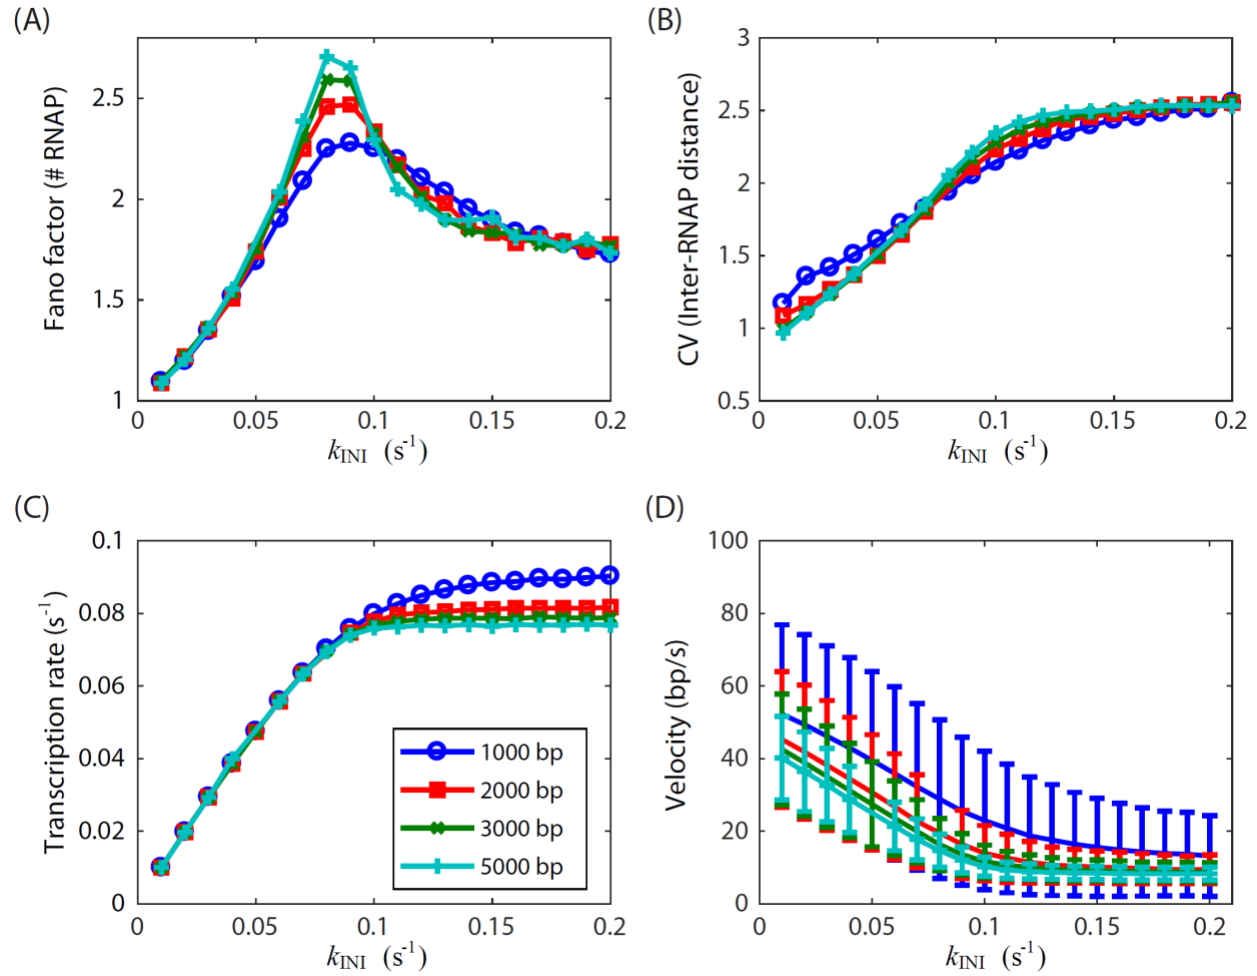 (A)
Fano factor (# RNAP)
2.5
2
1.5
1
0
0.05
0.1
0.15
0.2
k_INI (s⁻¹)
(B)
CV (Inter-RNAP distance)
3
2.5
2
1.5
1
0.5
0
0.05
0.1
0.15
0.2
k_INI (s⁻¹)
(C)
Transcription rate (s⁻¹)
0.1
0.08
0.06
0.04
0.02
0
0
0.05
0.1
0.15
0.2
k_INI (s⁻¹)
1000 bp
2000 bp
3000 bp
5000 bp
(D)
Velocity (bp/s)
100
80
60
40
20
0
0
0.05
0.1
0.15
0.2
k_INI (s⁻¹)